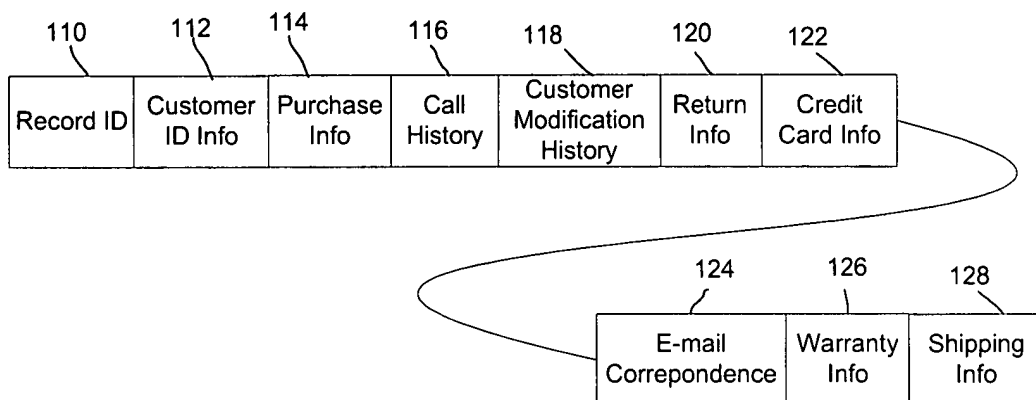 110 112 114 116 118 120 122
Record ID
Customer
ID Info
Purchase
Info
Call
History
Customer
Modification
History
Return
Info
Credit
Card Info
124 126 128
E-mail
Correpondence
Warranty
Info
Shipping
Info